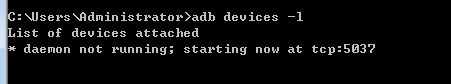 C:\Users\Administrator>adb devices -l
List of devices attached
* daemon not running; starting now at tcp:5037